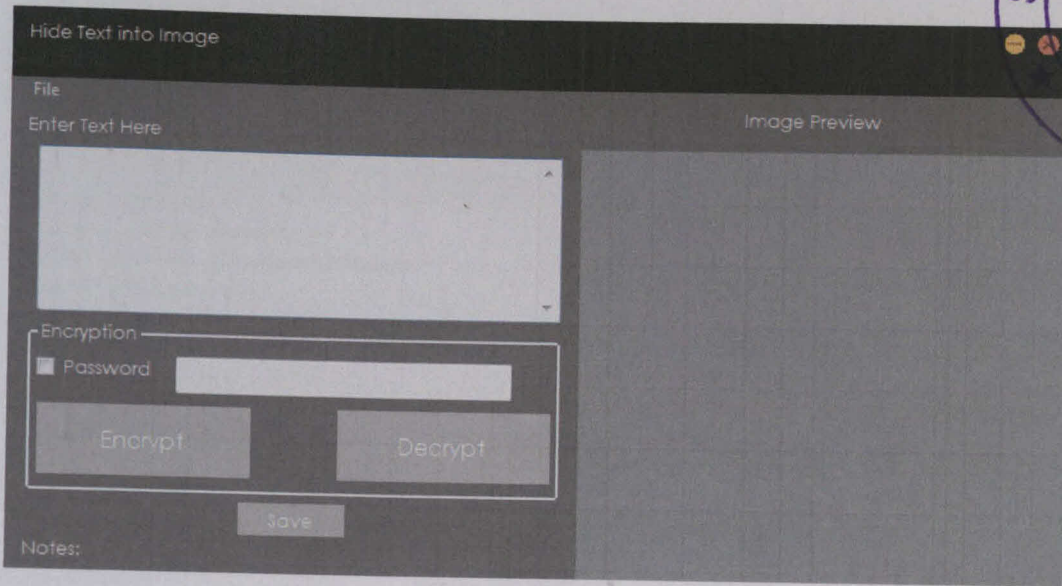 Hide Text into Image
File
Enter Text Here
Image Preview
Encryption
Password
Encrypt
Decrypt
Save
Notes: